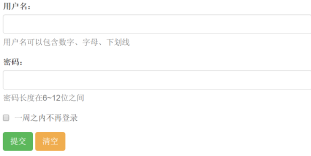 用户名：
用户名可以包含数字、字母、下划线
密码：
密码长度在6~12位之间
一周之内不再登录
提交 清空